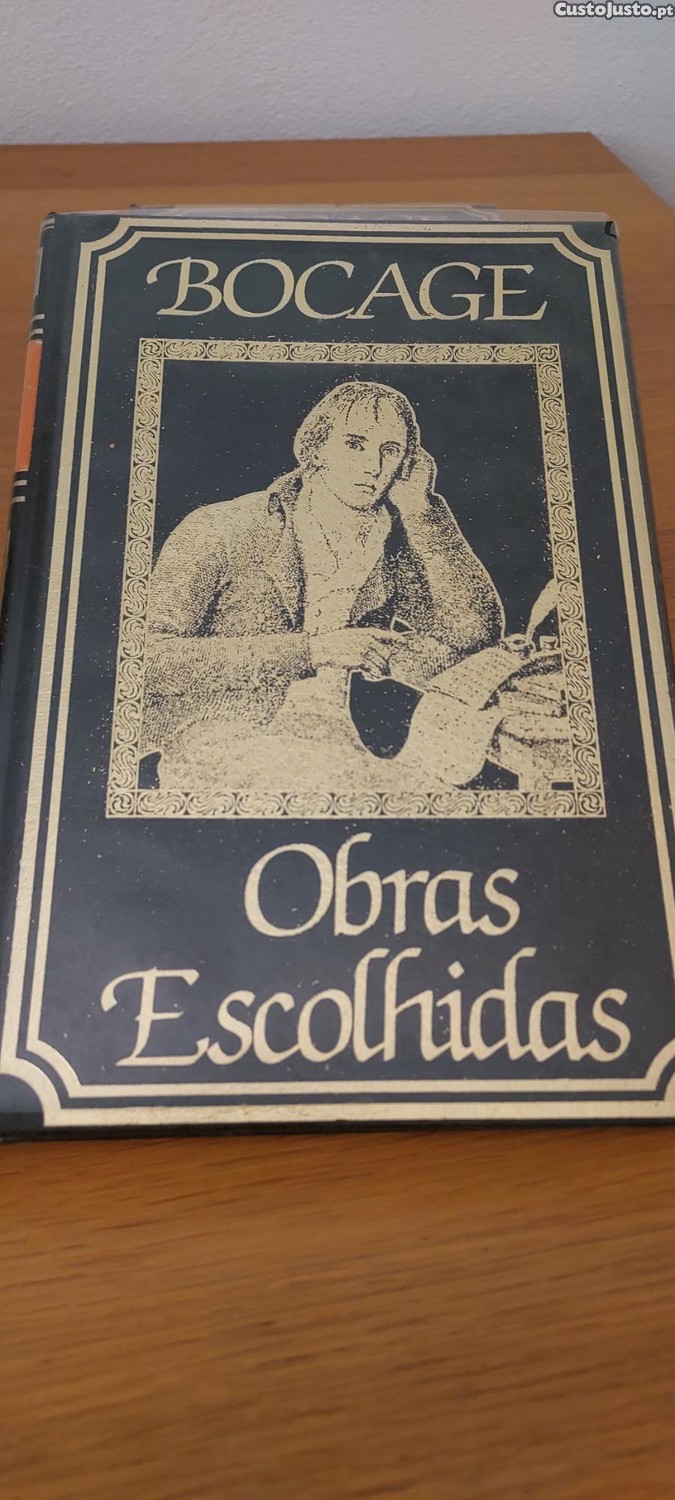 CustoJusto.pt
BOCAGE
Obras
Escolhidas